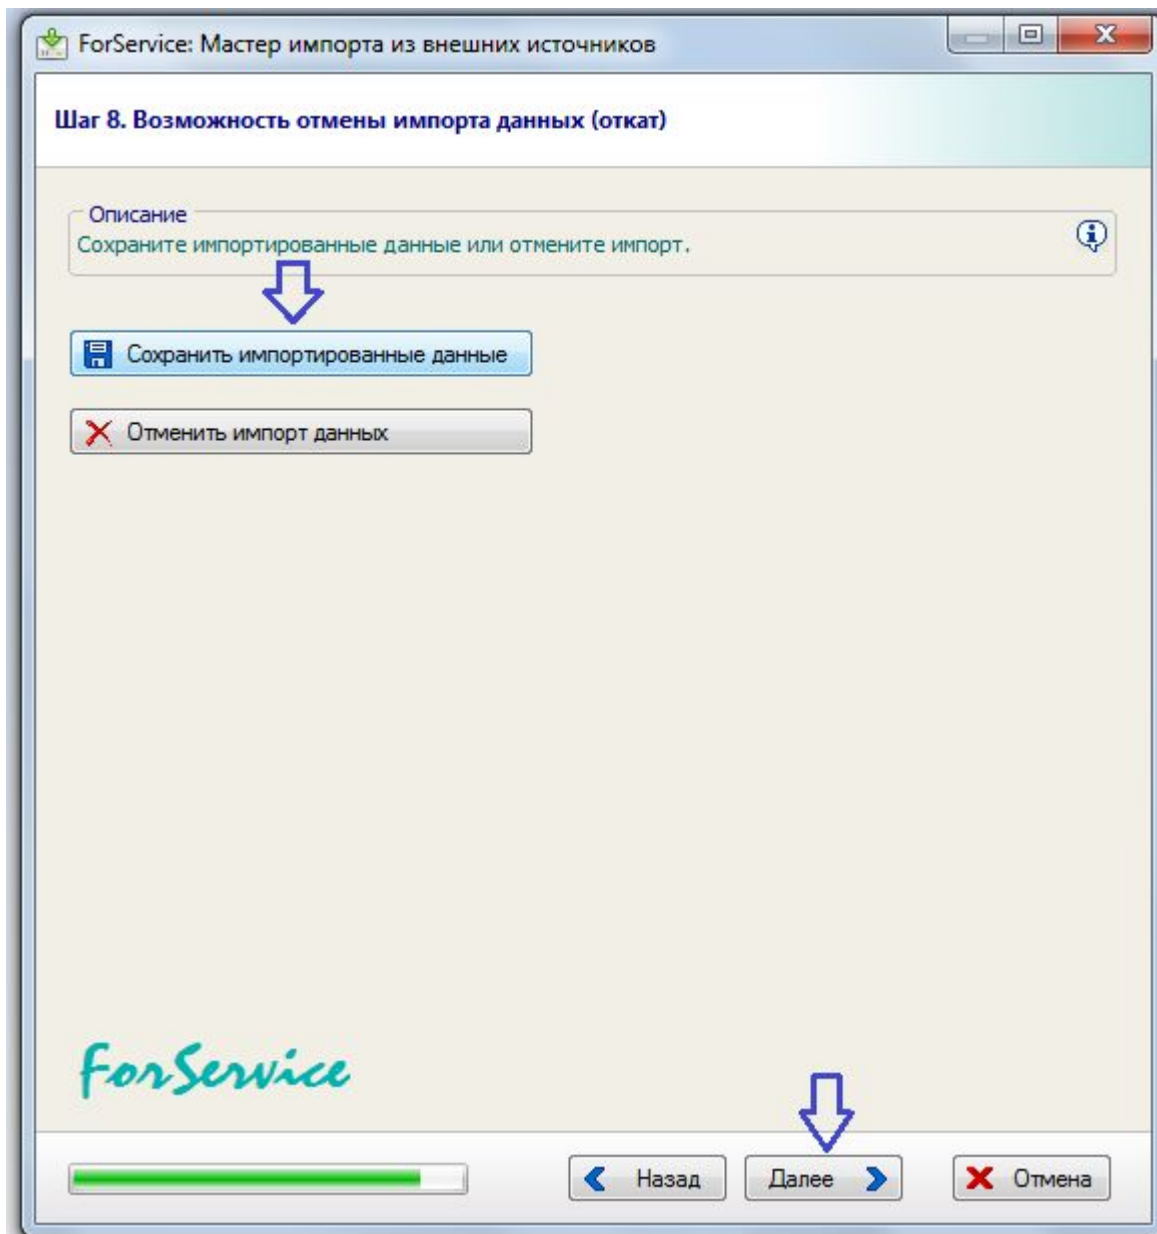 ForService: Мастер импорта из внешних источников
Шаг 8. Возможность отмены импорта данных (откат)
Описание
Сохраните импортированные данные или отмените импорт.
Сохранить импортированные данные
Отменить импорт данных
ForService
Назад
Далее
Отмена